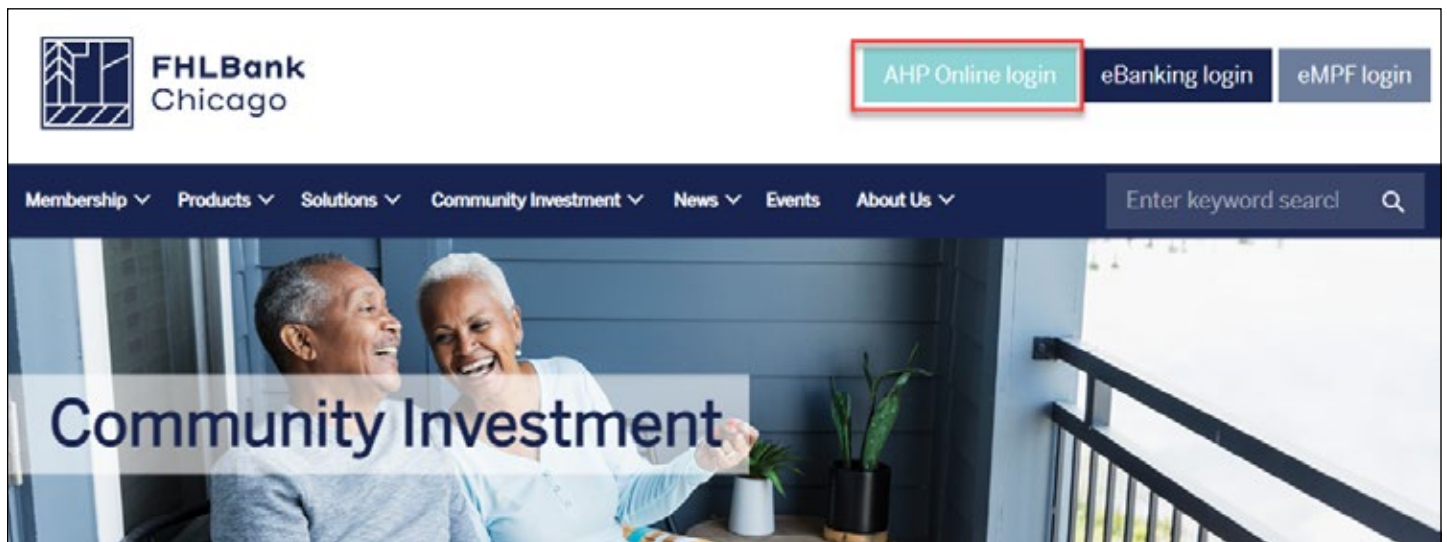 FHLBank
Chicago
AHP Online login eBanking login eMPF login
Membership Products Solutions Community Investment News Events About Us Enter keyword searcl
Community Investment